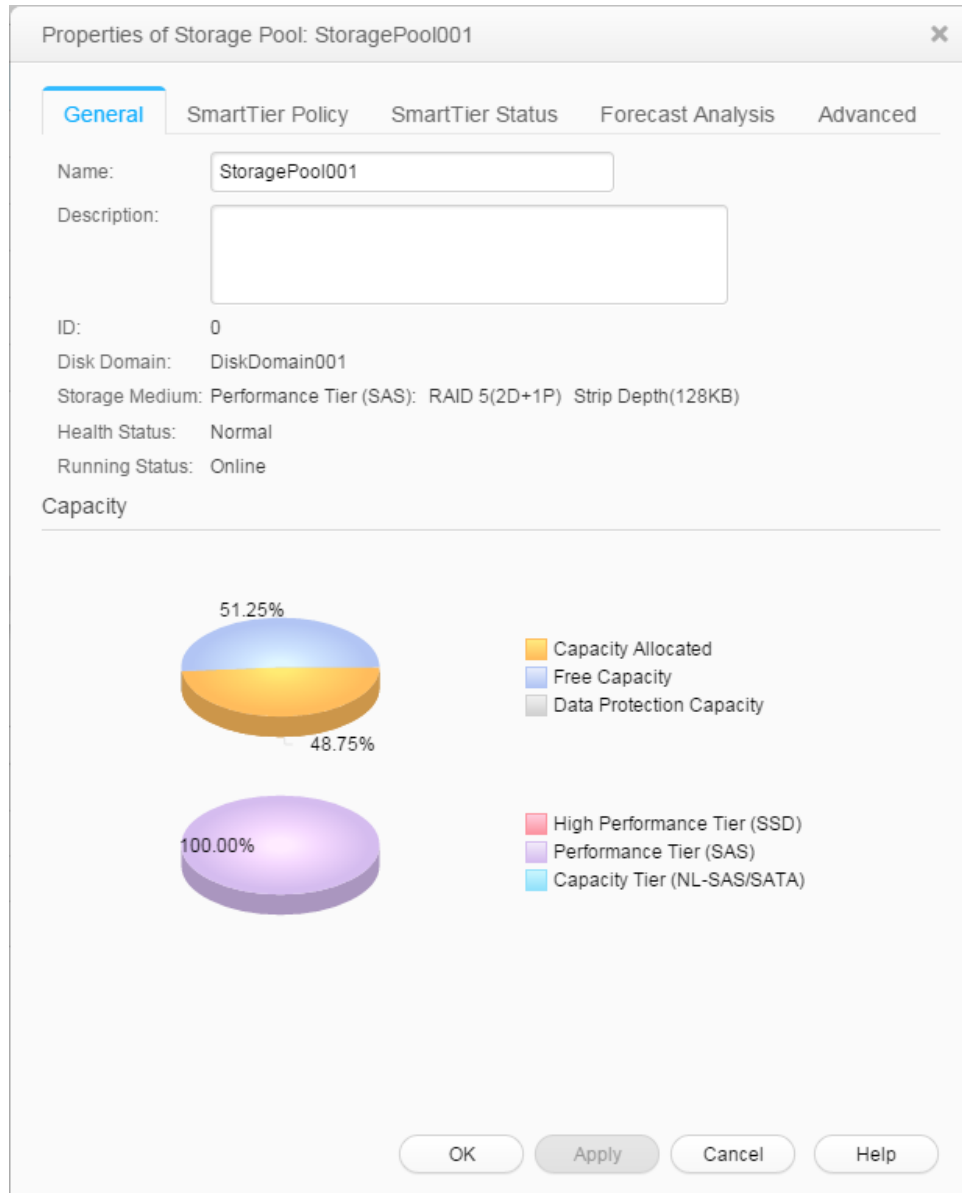 Properties of Storage Pool: StoragePool001
General SmartTier Policy SmartTier Status Forecast Analysis Advanced
Name: StoragePool001
Description:
ID: 0
Disk Domain: DiskDomain001
Storage Medium: Performance Tier (SAS): RAID 5(2D+1P) Strip Depth(128KB)
Health Status: Normal
Running Status: Online
Capacity
51.25%
48.75%
Capacity Allocated
Free Capacity
Data Protection Capacity
100.00%
High Performance Tier (SSD)
Performance Tier (SAS)
Capacity Tier (NL-SAS/SATA)
OK Apply Cancel Help